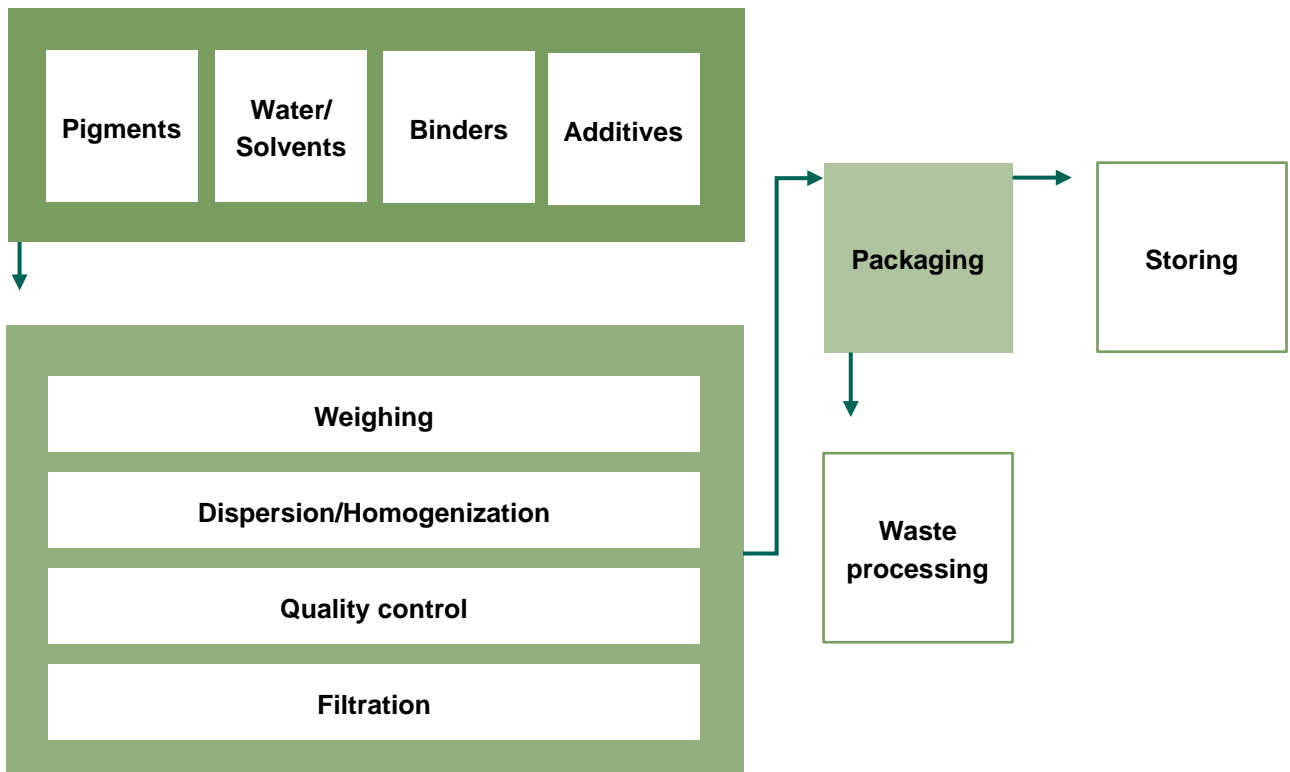 Pigments
Water/
Solvents
Binders
Additives
Packaging
Storing
Weighing
Dispersion/Homogenization
Quality control
Filtration
Waste
processing